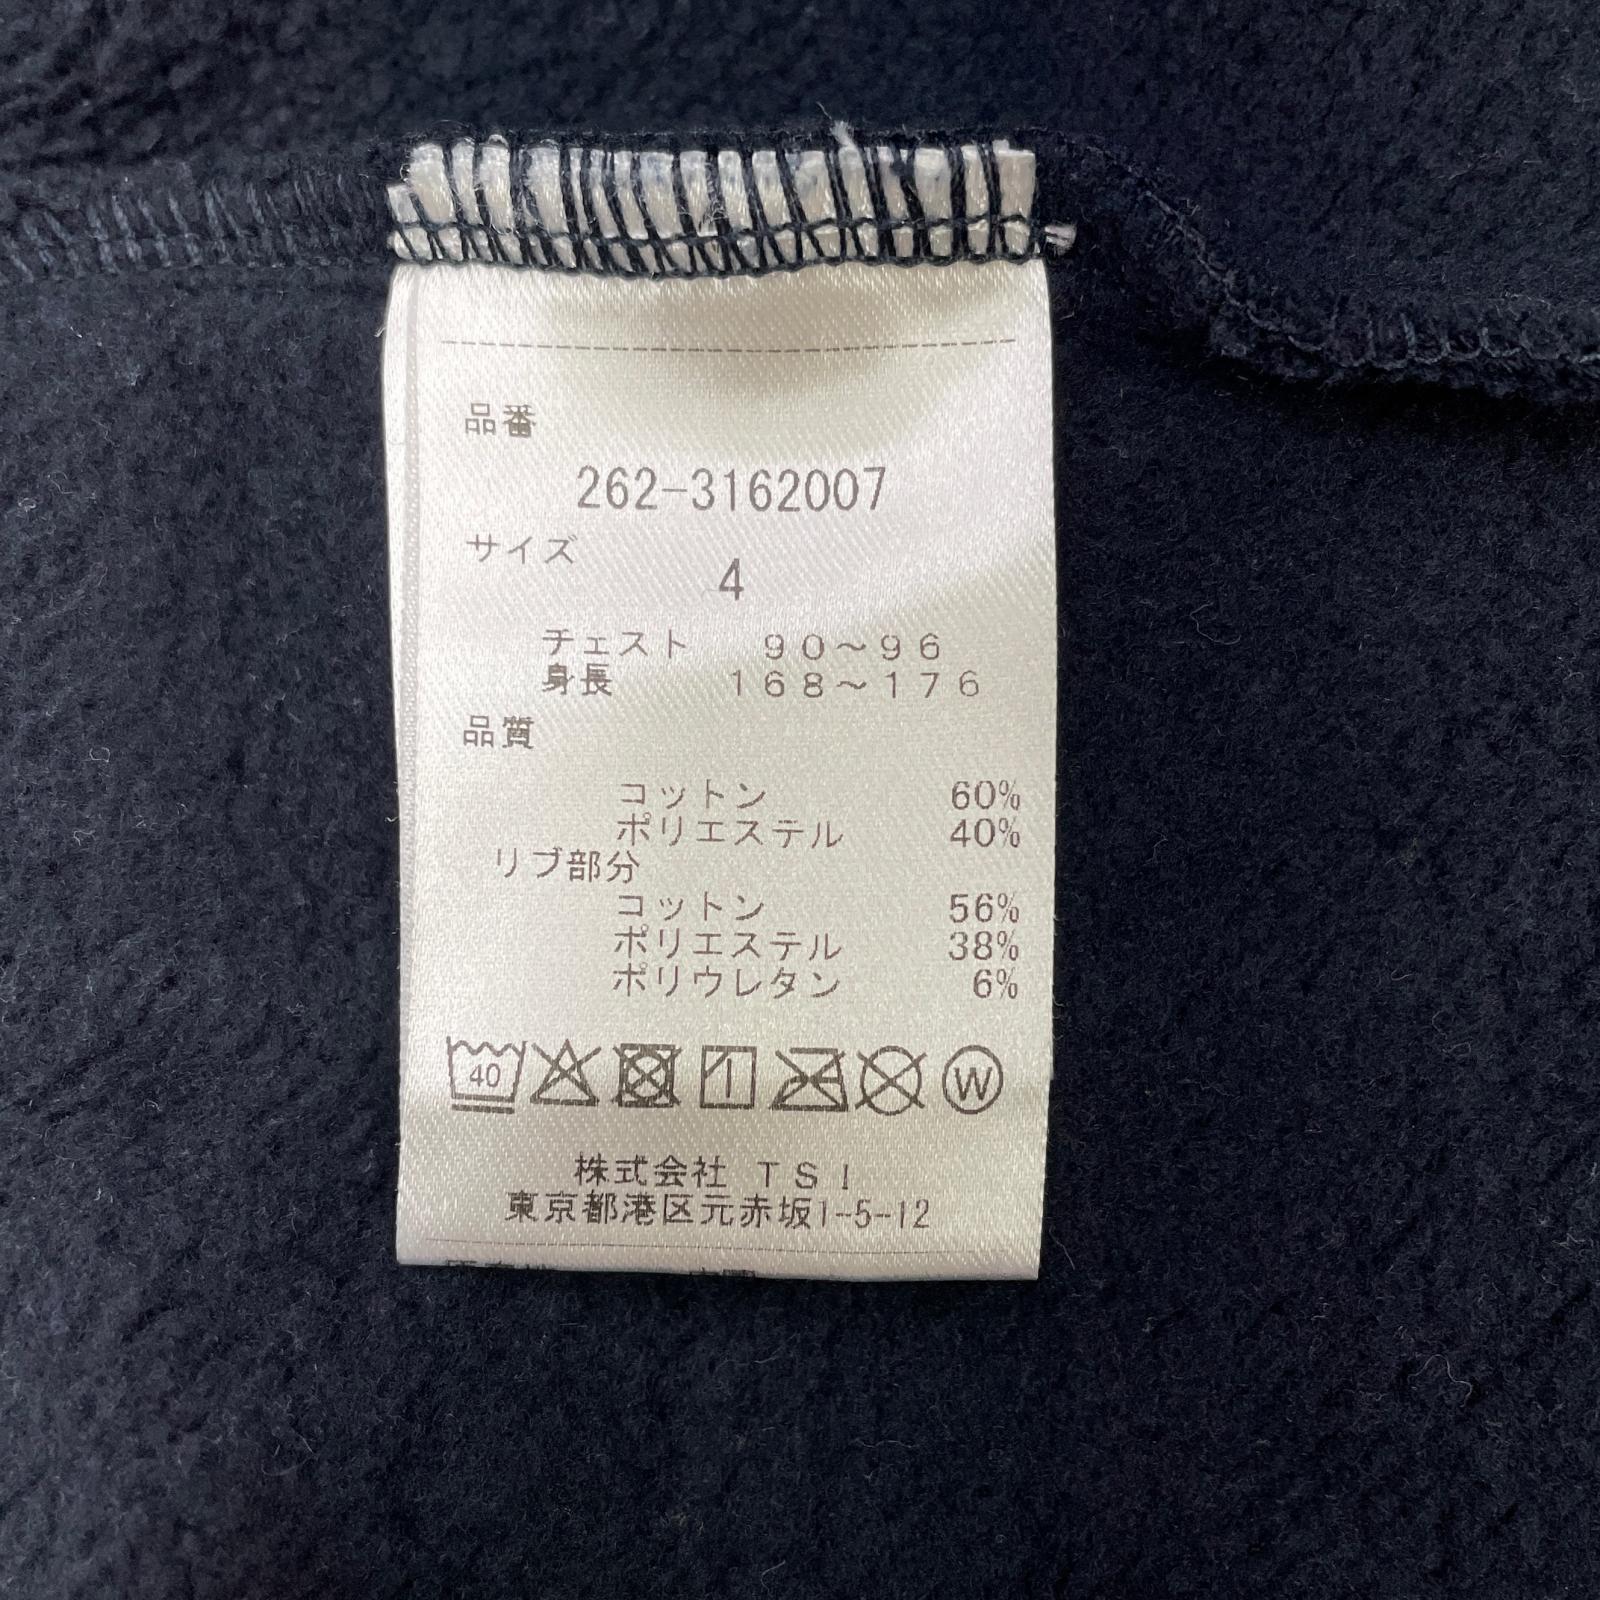 品番
262-3162007
サイズ
4
チェスト 90～96
身長 168～176
品質
コットン 60%
ポリエステル 40%
リブ部分
コットン 56%
ポリエステル 38%
ポリウレタン 6%
40
W
株式会社 TSI
東京都港区元赤坂1-5-12